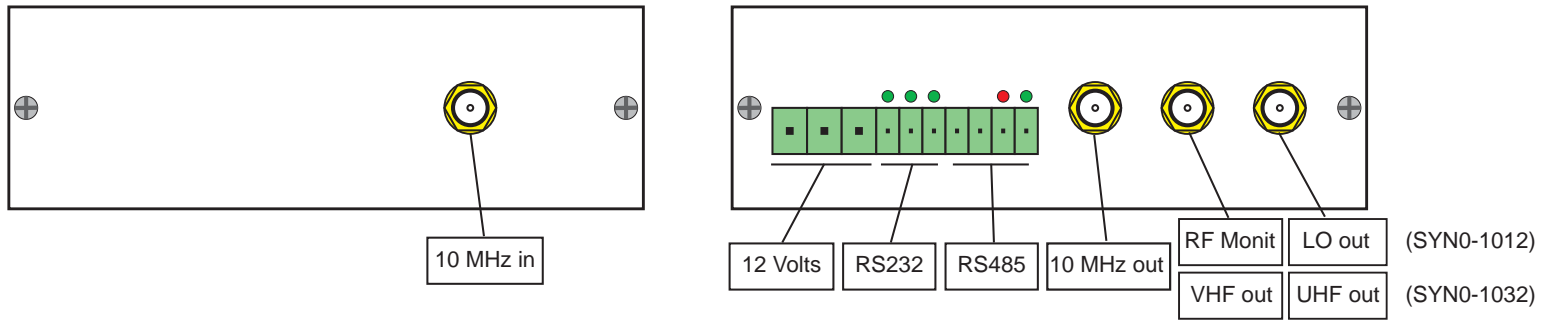 10 MHz in
12 Volts
RS232
RS485
10 MHz out
RF Monit
LO out
(SYN0-1012)
VHF out
UHF out
(SYN0-1032)